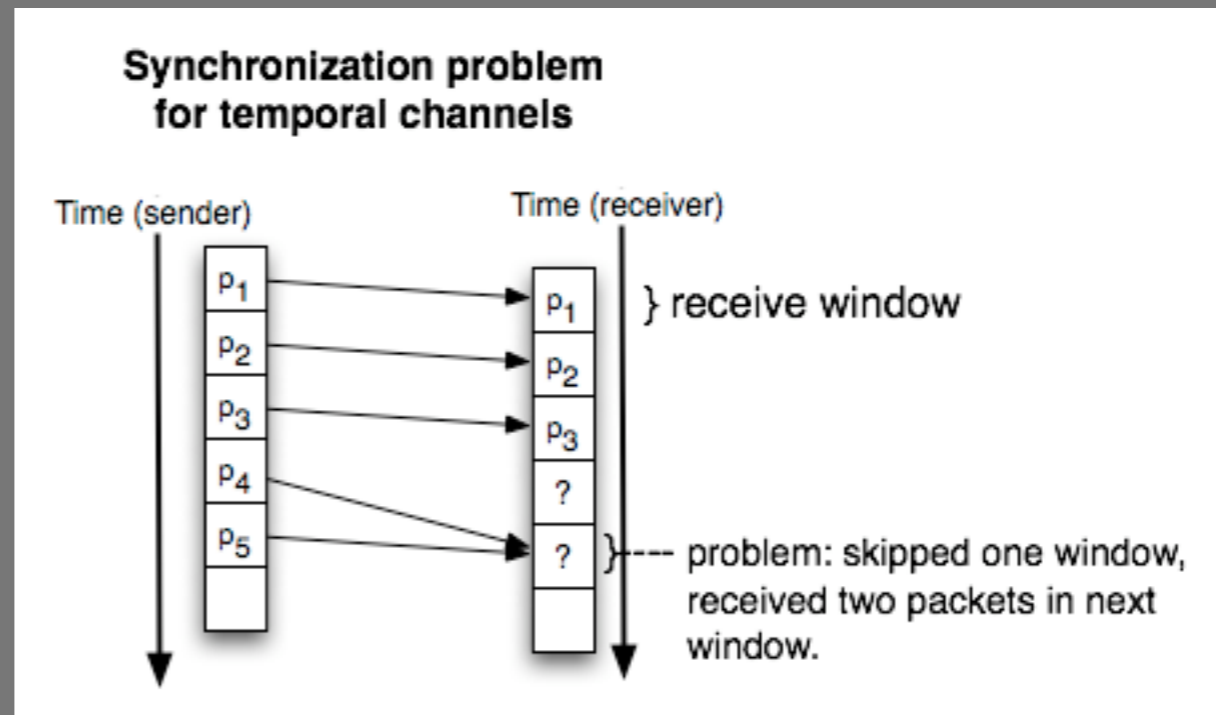 Synchronization problem
for temporal channels
Time (sender)
Time (receiver)
p1
p2
p3
p4
p5
p1
p2
p3
?
?
} receive window
}---- problem: skipped one window,
received two packets in next
window.